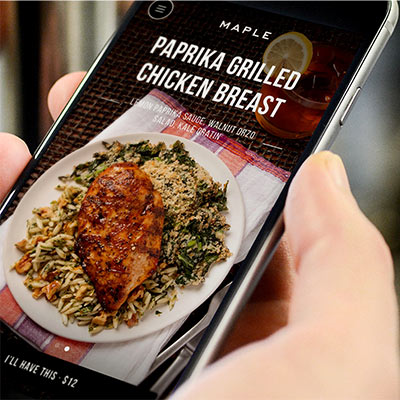 MAPLE
PAPRIKA GRILLED
CHICKEN BREAST
LEMON PAPRIKA SAUCE, WALNUT ORZO
SALAD, KALE GRATIN
I'LL HAVE THIS · $12